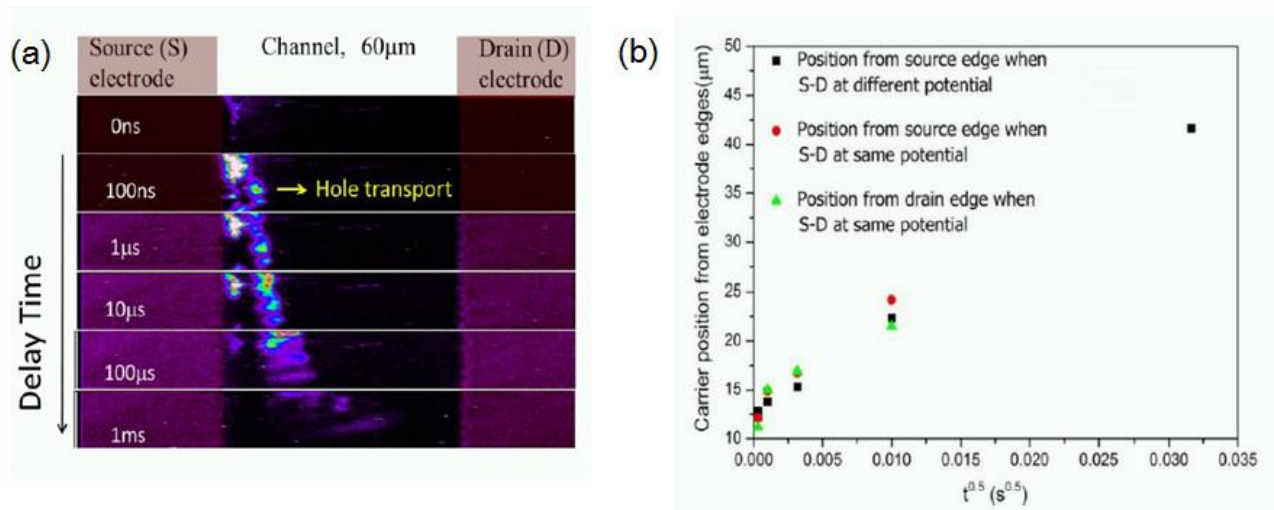 (a)
Source (S)
electrode
Channel, 60μm
Drain (D)
electrode
0ns
100ns
→ Hole transport
1μs
10μs
100μs
1ms
Delay Time
(b)
50
45
40
35
30
25
20
15
10
Carrier position from electrode edges(μm)
Position from source edge when
S-D at different potential
Position from source edge when
S-D at same potential
Position from drain edge when
S-D at same potential
0.000 0.005 0.010 0.015 0.020 0.025 0.030 0.035
t^0.5 (s^0.5)